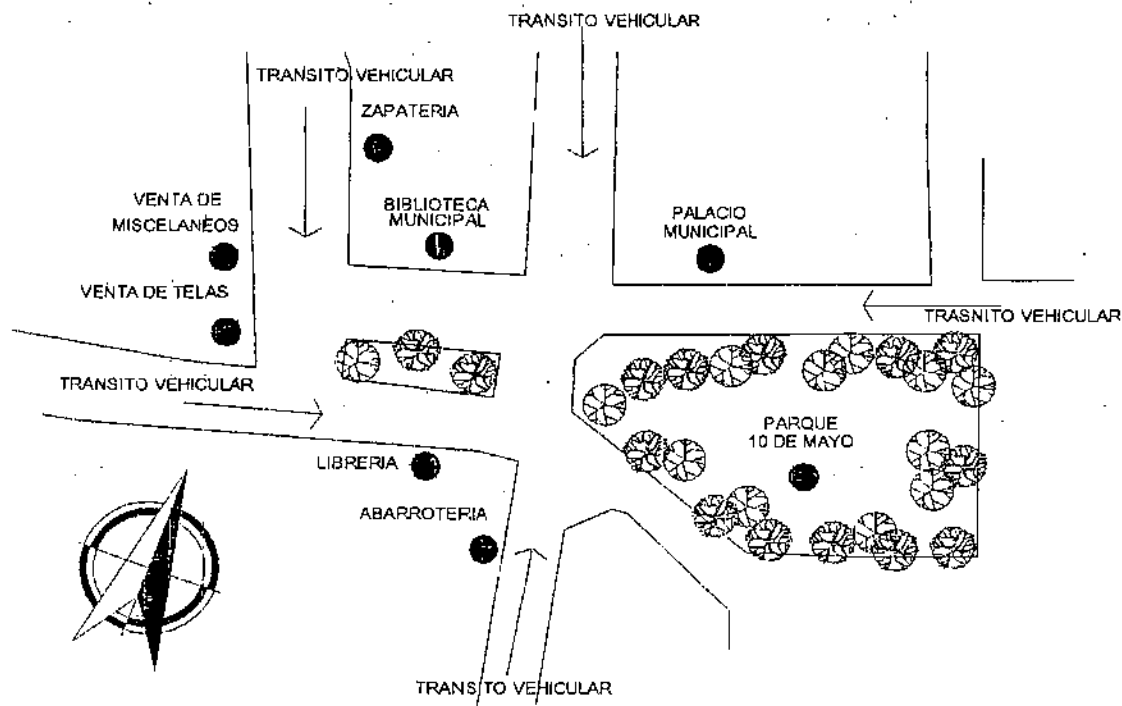 TRANSITO VEHICULAR
TRANSITO VEHICULAR
ZAPATERIA
VENTA DE
MISCELANEOS
BIBLIOTECA
MUNICIPAL
PALACIO
MUNICIPAL
VENTA DE TELAS
TRASNITO VEHICULAR
TRANSITO VEHICULAR
PARQUE
10 DE MAYO
LIBRERIA
ABARROTERIA
TRANSITO VEHICULAR